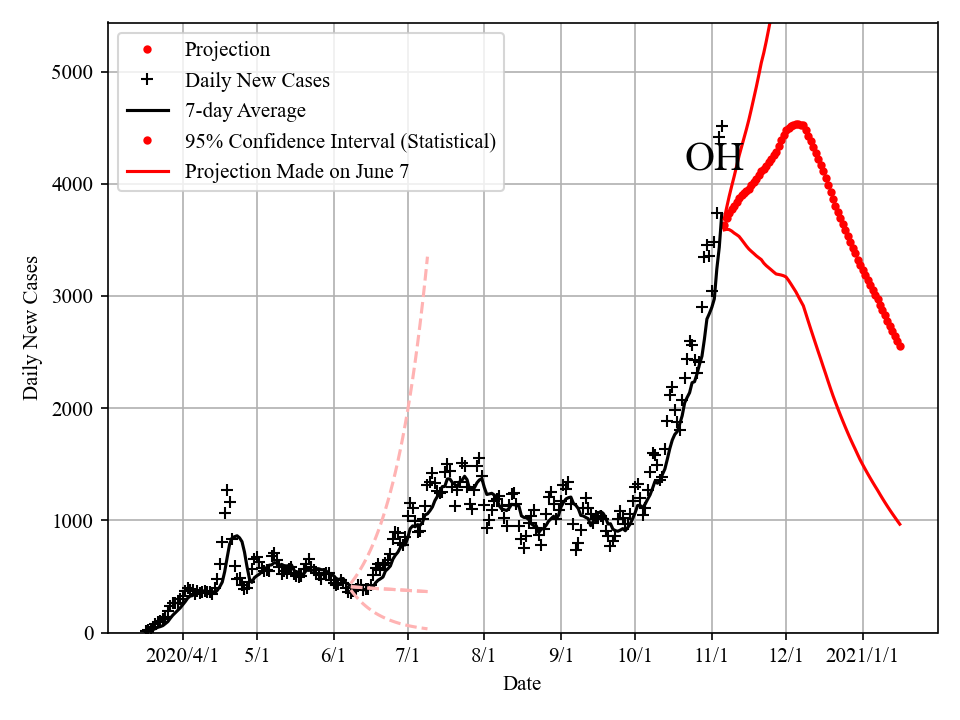 Projection
Daily New Cases
7-day Average
95% Confidence Interval (Statistical)
Projection Made on June 7
OH
5000
4000
3000
2000
1000
0
Daily New Cases
2020/4/1 5/1 6/1 7/1 8/1 9/1 10/1 11/1 12/1 2021/1/1
Date